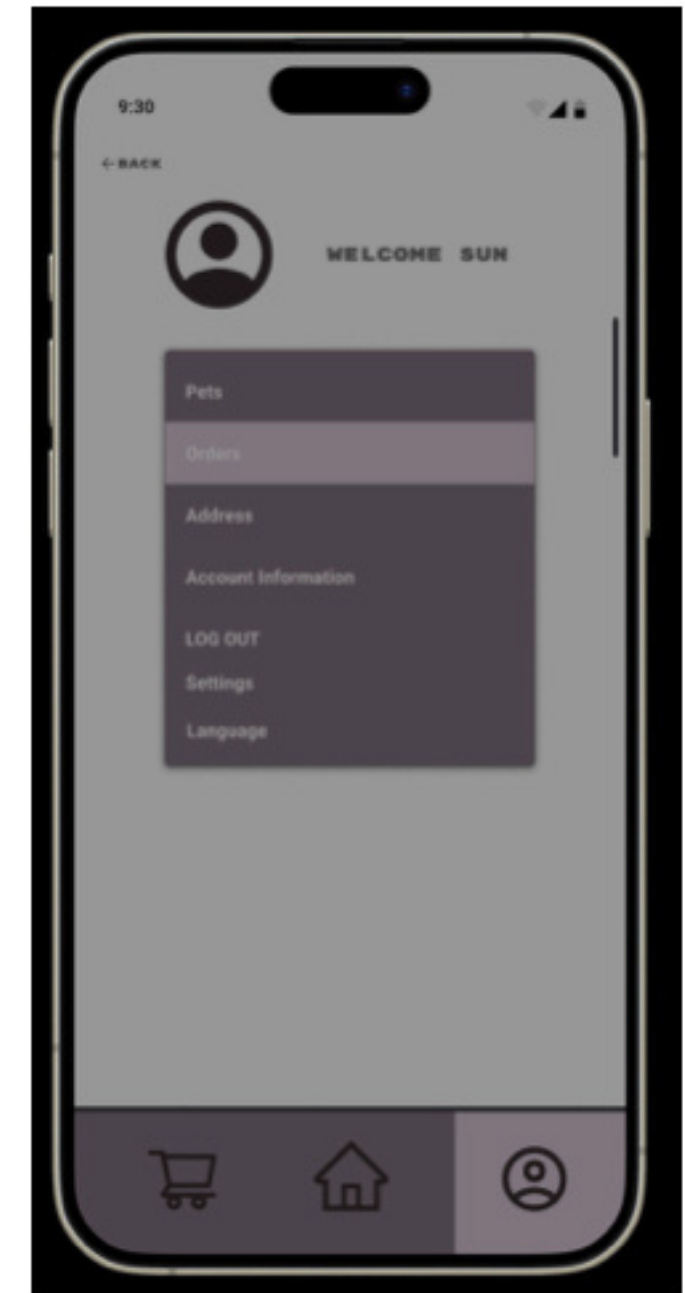 9:30
←BACK
WELCOME SUN
Pets
Orders
Address
Account Information
LOG OUT
Settings
Language